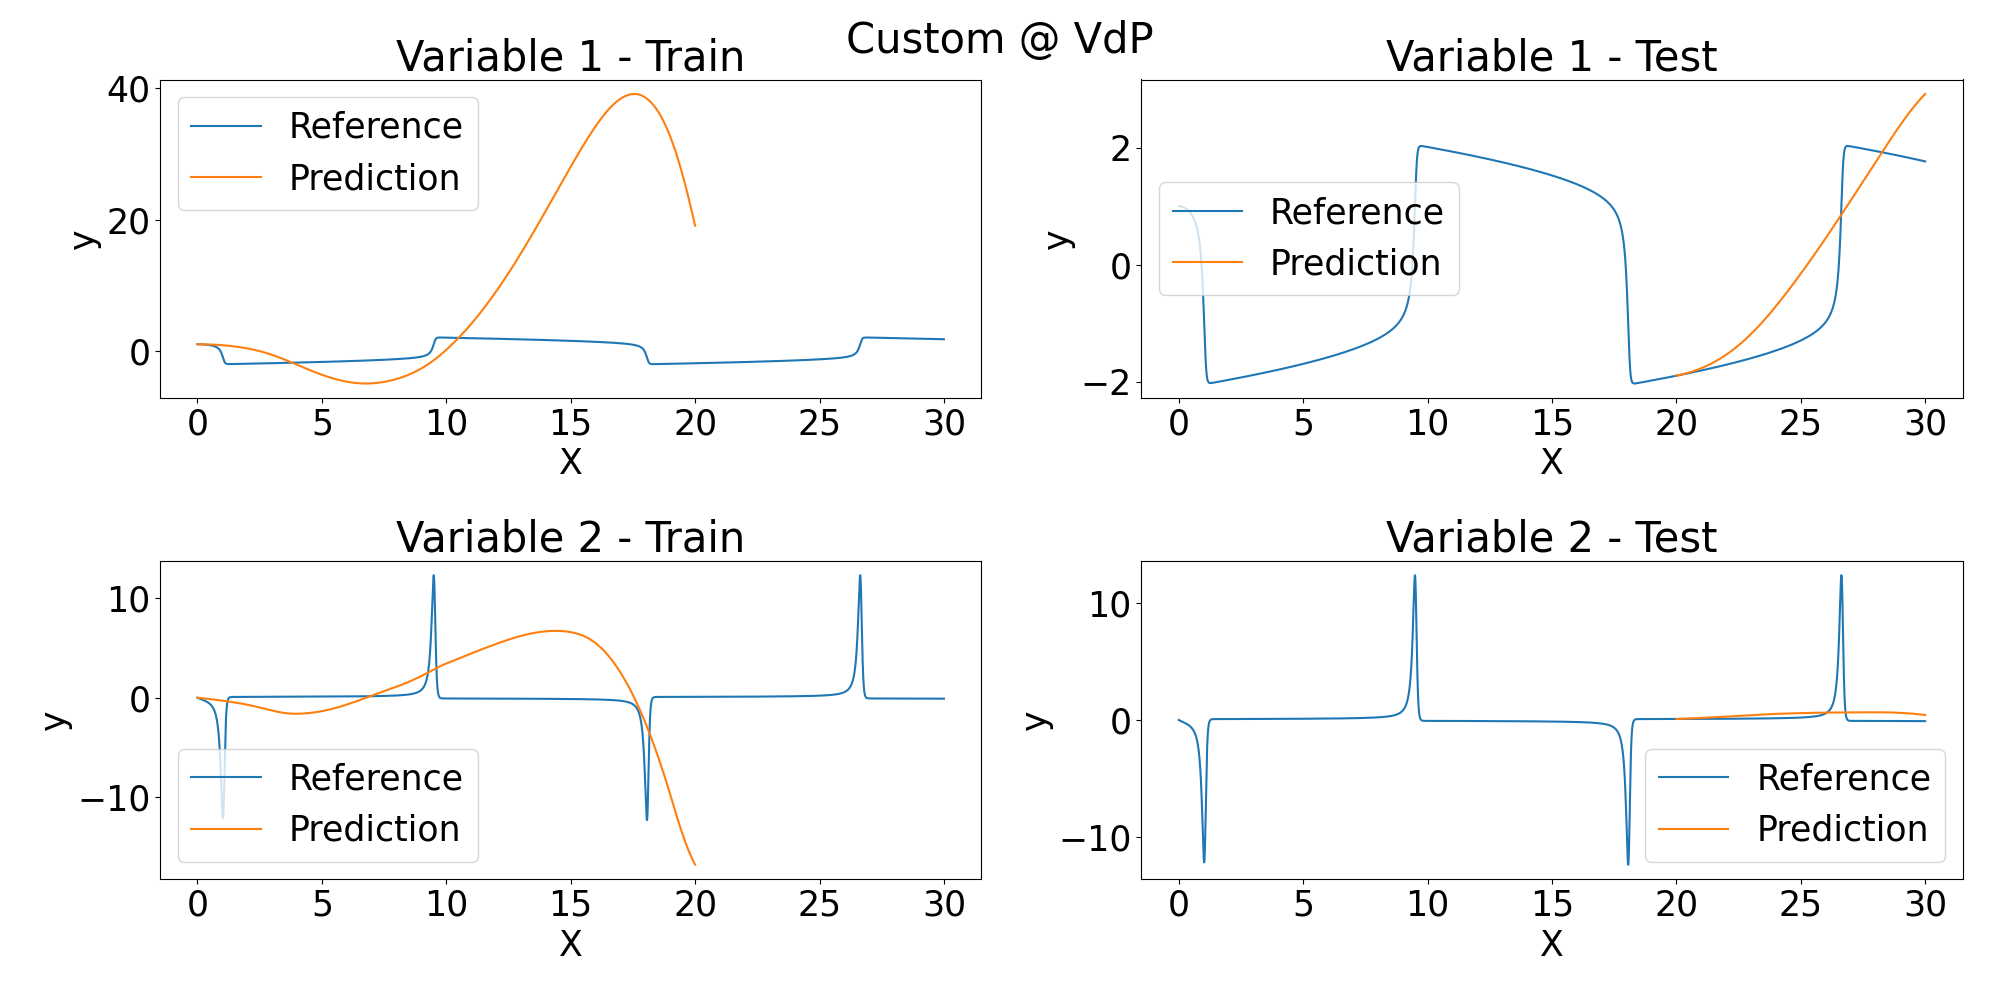 Custom @ VdP
Variable 1 - Train
40
20
0
y
Reference
Prediction
0 5 10 15 20 25 30
X
Variable 1 - Test
2
0
−2
y
Reference
Prediction
0 5 10 15 20 25 30
X
Variable 2 - Train
10
0
−10
y
Reference
Prediction
0 5 10 15 20 25 30
X
Variable 2 - Test
10
0
−10
y
Reference
Prediction
0 5 10 15 20 25 30
X